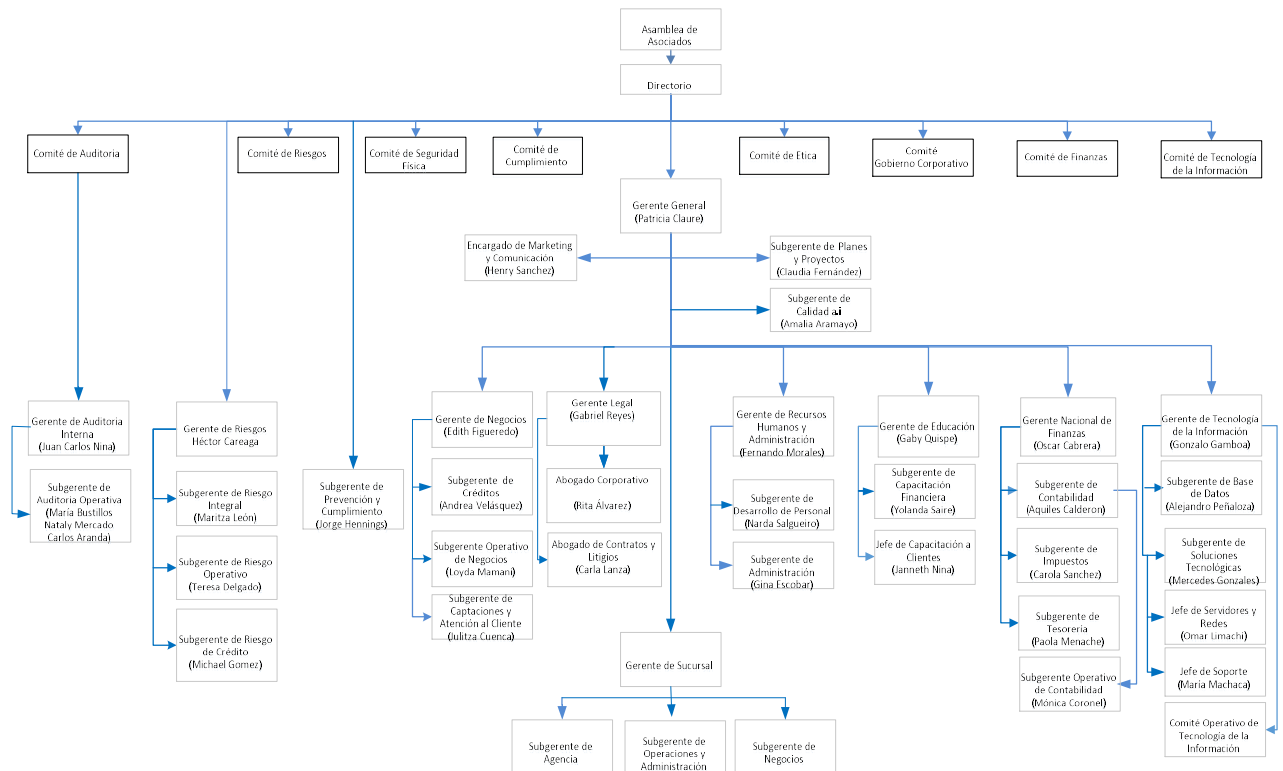 Asamblea de
Asociados
Directorio
Comité de Auditoria
Comité de Riesgos
Comité de Seguridad
Física
Comité de
Cumplimiento
Comité de Etica
Comité
Gobierno Corporativo
Comité de Finanzas
Comité de Tecnología
de la Información
Gerente General
(Patricia Claure)
Encargado de Marketing
y Comunicación
(Henry Sanchez)
Subgerente de Planes
y Proyectos
(Claudia Fernández)
Subgerente de
Calidad a.i
(Amalia Aramayo)
Gerente de Auditoria
Interna
(Juan Carlos Nina)
Subgerente de
Auditoria Operativa
(María Bustillos
Nataly Mercado
Carlos Aranda)
Gerente de Riesgos
Héctor Careaga
Subgerente de Riesgo
Integral
(Maritza León)
Subgerente de Riesgo
Operativo
(Teresa Delgado)
Subgerente de Riesgo
de Crédito
(Michael Gomez)
Subgerente de
Prevención y
Cumplimiento
(Jorge Hennings)
Gerente de Negocios
(Edith Figueredo)
Subgerente de
Créditos
(Andrea Velásquez)
Subgerente Operativo
de Negocios
(Loyda Mamani)
Subgerente de
Captaciones y
Atención al Cliente
(Julitza Cuenca)
Gerente Legal
(Gabriel Reyes)
Abogado Corporativo
(Rita Álvarez)
Abogado de Contratos y
Litigios
(Carla Lanza)
Gerente de Recursos
Humanos y
Administración
(Fernando Morales)
Subgerente de
Desarrollo de Personal
(Narda Salgueiro)
Subgerente de
Administración
(Gina Escobar)
Gerente de Educación
(Gaby Quispe)
Subgerente de
Capacitación
Financiera
(Yolanda Saire)
Jefe de Capacitación a
Clientes
(Janneth Nina)
Gerente Nacional de
Finanzas
(Oscar Cabrera)
Subgerente de
Contabilidad
(Aquiles Calderon)
Subgerente de
Impuestos
(Carola Sanchez)
Subgerente de
Tesorería
(Paola Menache)
Subgerente Operativo
de Contabilidad
(Mónica Coronel)
Gerente de Tecnología
de la Información
(Gonzalo Gamboa)
Subgerente de Base de
Datos
(Alejandro Peñaloza)
Subgerente de
Soluciones
Tecnológicas
(Mercedes Gonzales)
Jefe de Servidores y
Redes
(Omar Limachi)
Jefe de Soporte
(Maria Machaca)
Comité Operativo de
Tecnología de la
Información
Gerente de Sucursal
Subgerente de
Agencia
Subgerente de
Operaciones y
Administración
Subgerente de
Negocios